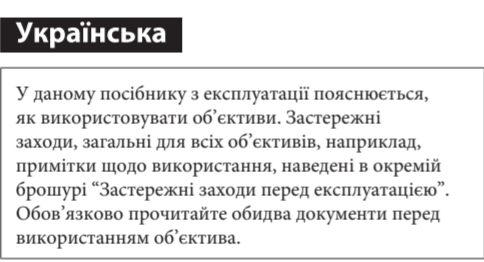 Українська
У даному посібнику з експлуатації пояснюється,
як використовувати об’єктиви. Застережні
заходи, загальні для всіх об’єктивів, наприклад,
примітки щодо використання, наведені в окремій
брошурі “Застережні заходи перед експлуатацією”.
Обов’язково прочитайте обидва документи перед
використанням об’єктива.